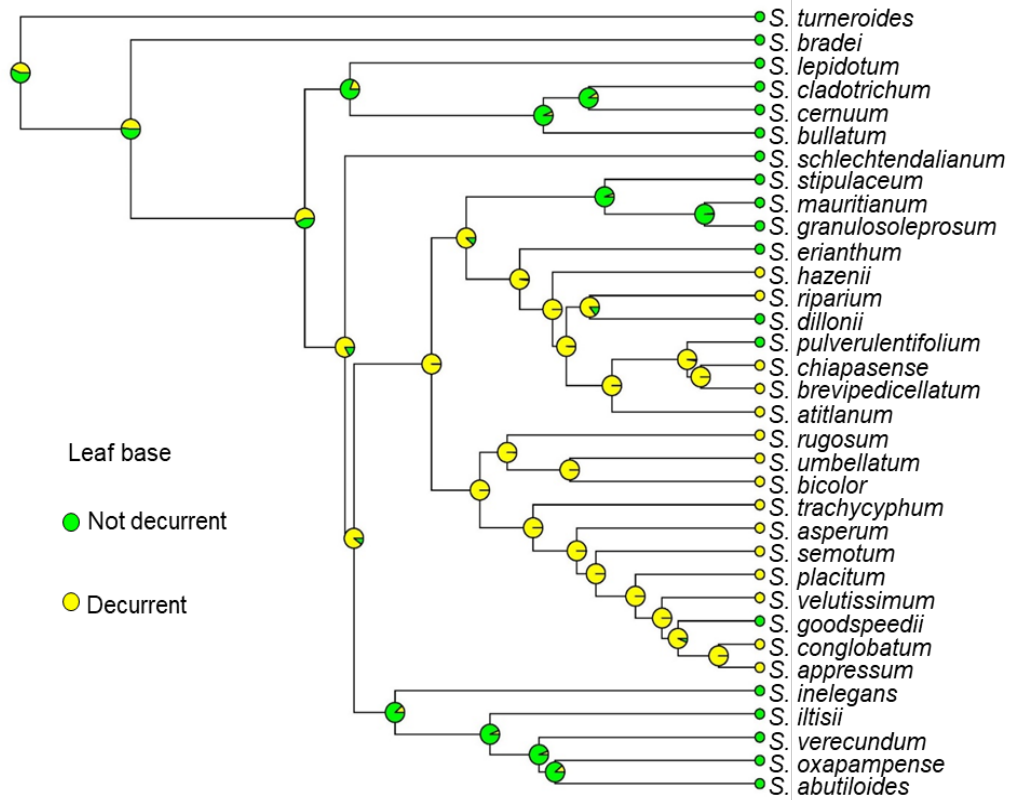 S. turneroides
S. bradei
S. lepidotum
S. cladotrichum
S. cernuum
S. bullatum
S. schlechtendalianum
S. stipulaceum
S. mauritianum
S. granulosoleprosum
S. erianthum
S. hazenii
S. riparium
S. dillonii
S. pulverulentifolium
S. chiapasense
S. brevipedicellatum
S. atitlanum
S. rugosum
S. umbellatum
S. bicolor
S. trachycyphum
S. asperum
S. semotum
S. placitum
S. velutissimum
S. goodspeedii
S. conglobatum
S. appressum
S. inelegans
S. iltisii
S. verecundum
S. oxapampense
S. abutiloides
Leaf base
Not decurrent
Decurrent